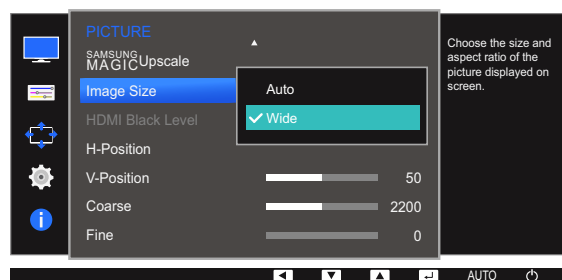 PICTURE
SAMSUNG
MAGIC Upscale
Image Size
Auto
Wide
HDMI Black Level
H-Position
V-Position 50
Coarse 2200
Fine 0
Choose the size and
aspect ratio of the
picture displayed on
screen.
AUTO